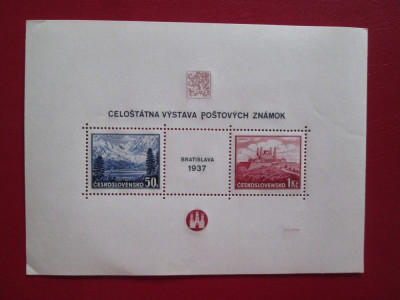 CELOŠTÁTNA VÝSTAVA POŠTOVÝCH ZNÁMOK
50h
ČESKOSLOVENSKO
BRATISLAVA
1937
ČESKOSLOVENSKO 1Kč